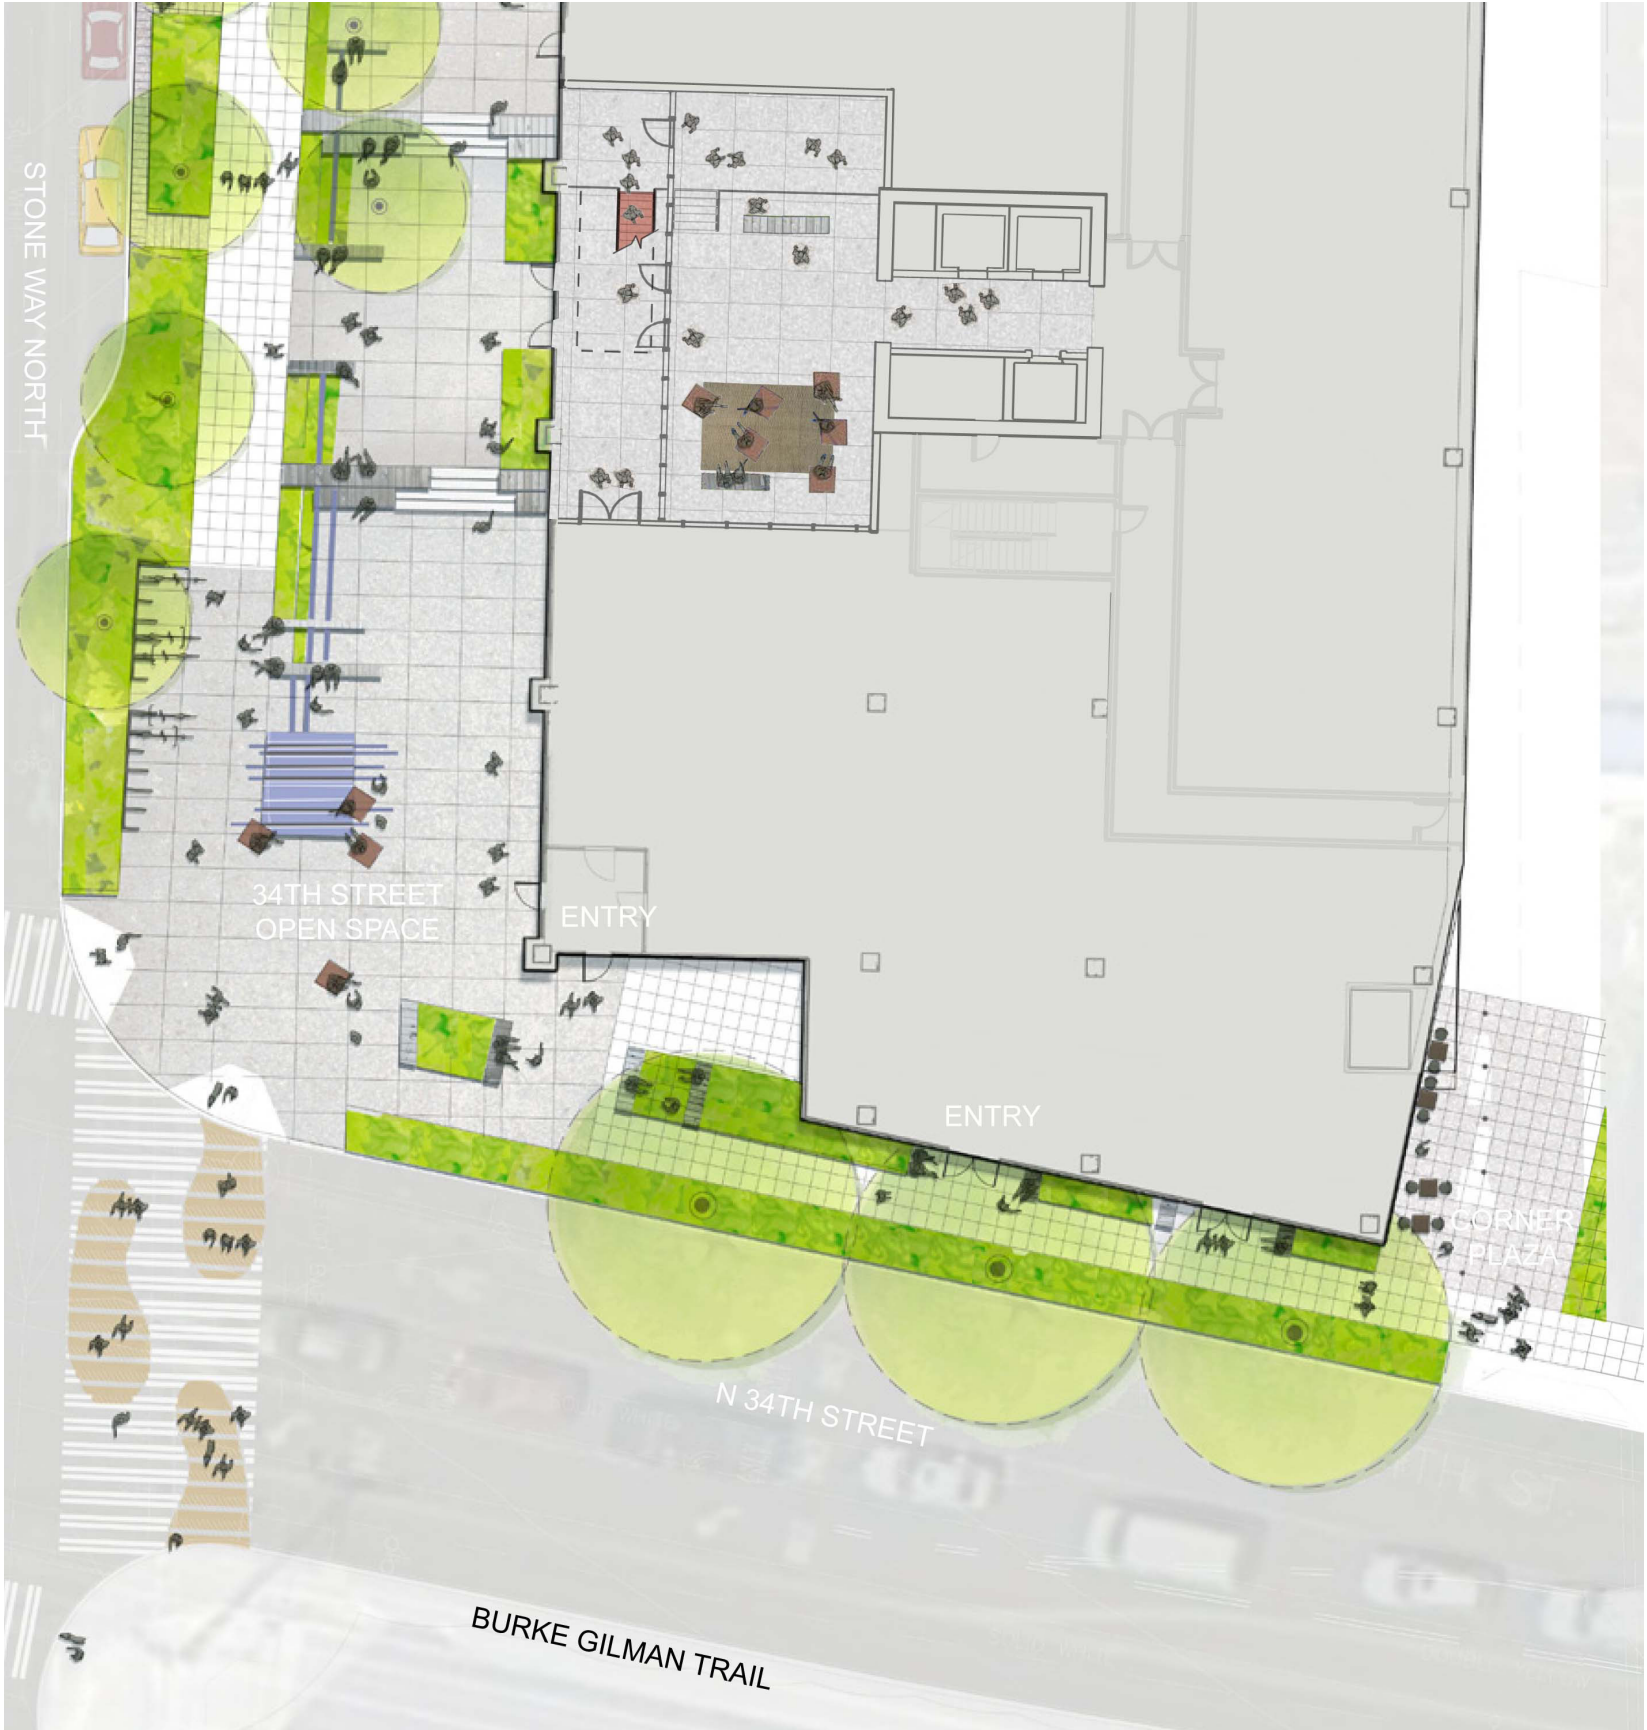 STONE WAY NORTH
34TH STREET
OPEN SPACE
ENTRY
ENTRY
CORNER
PLAZA
N 34TH STREET
BURKE GILMAN TRAIL